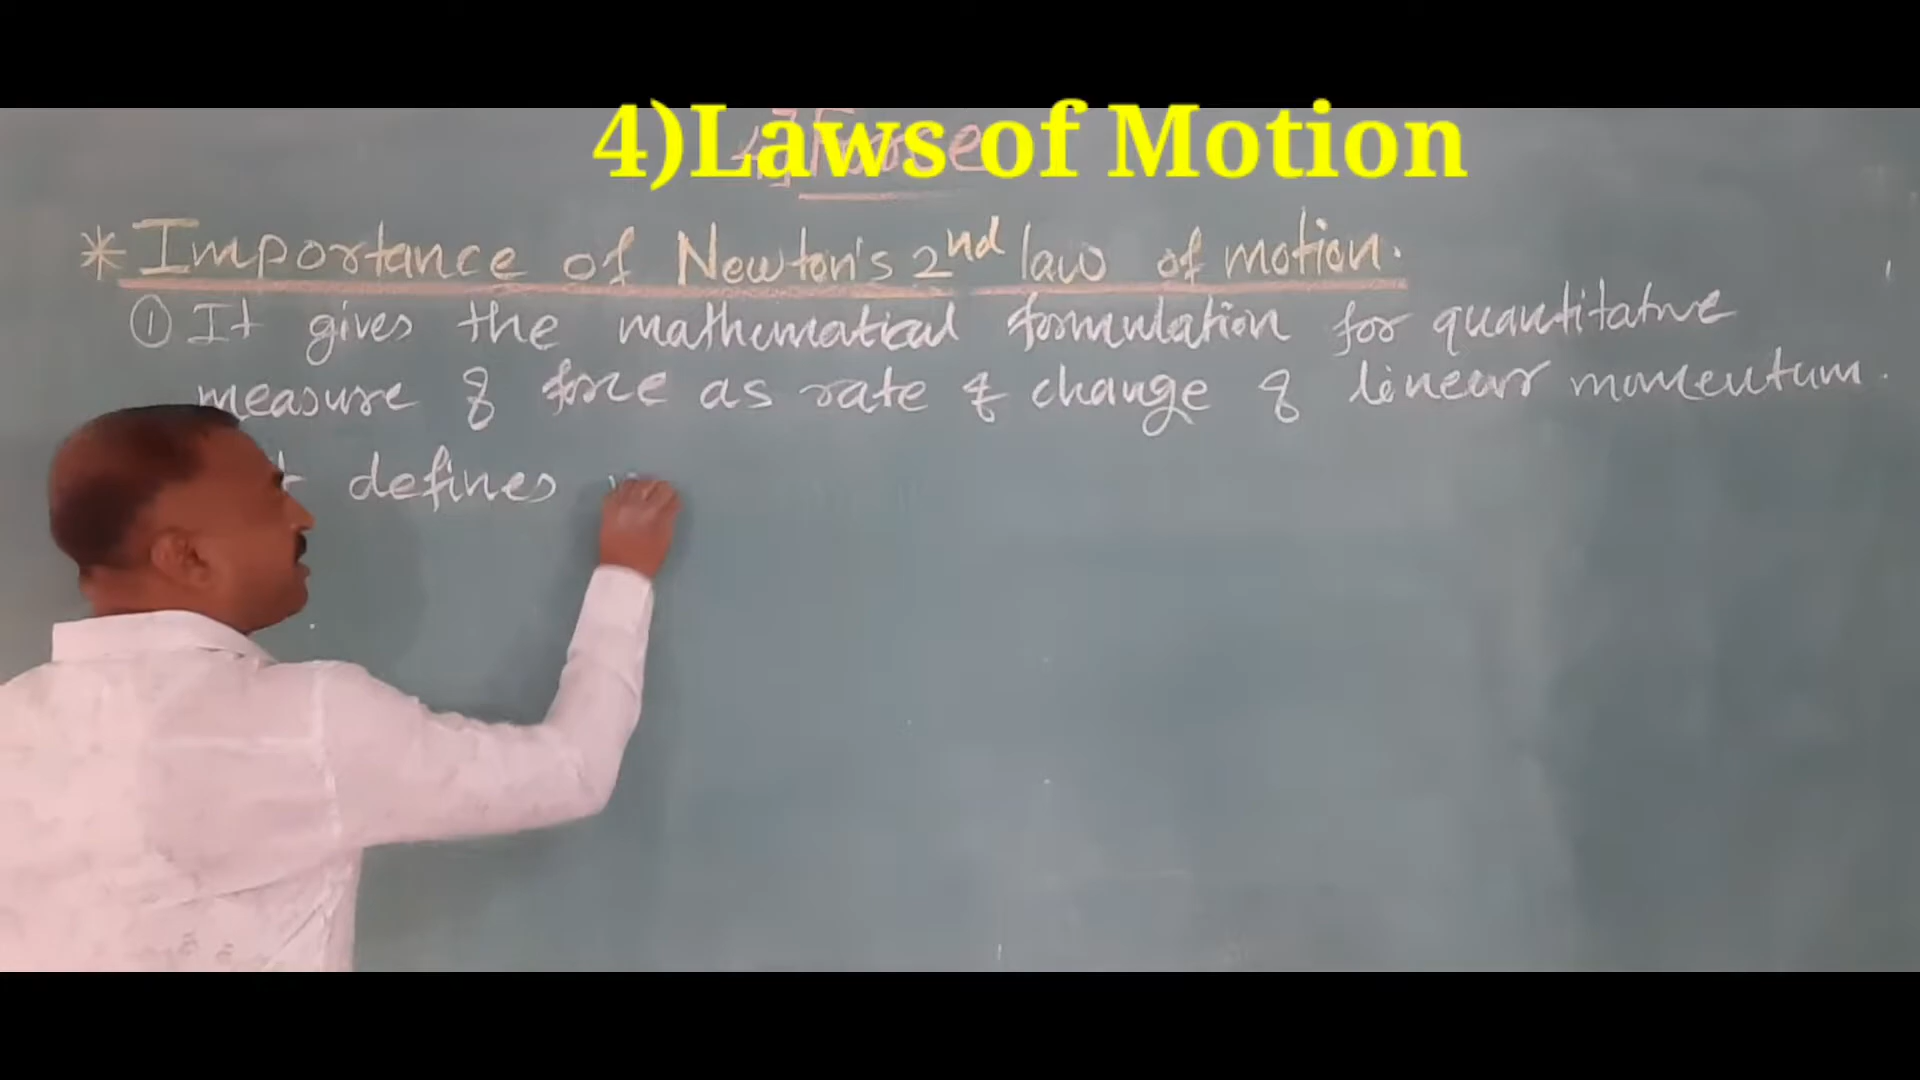 4)Laws of Motion
* Importance of Newton's 2nd law of motion.
① It gives the mathematical formulation for quantitative
measure of force as rate of change of linear momentum.
defines